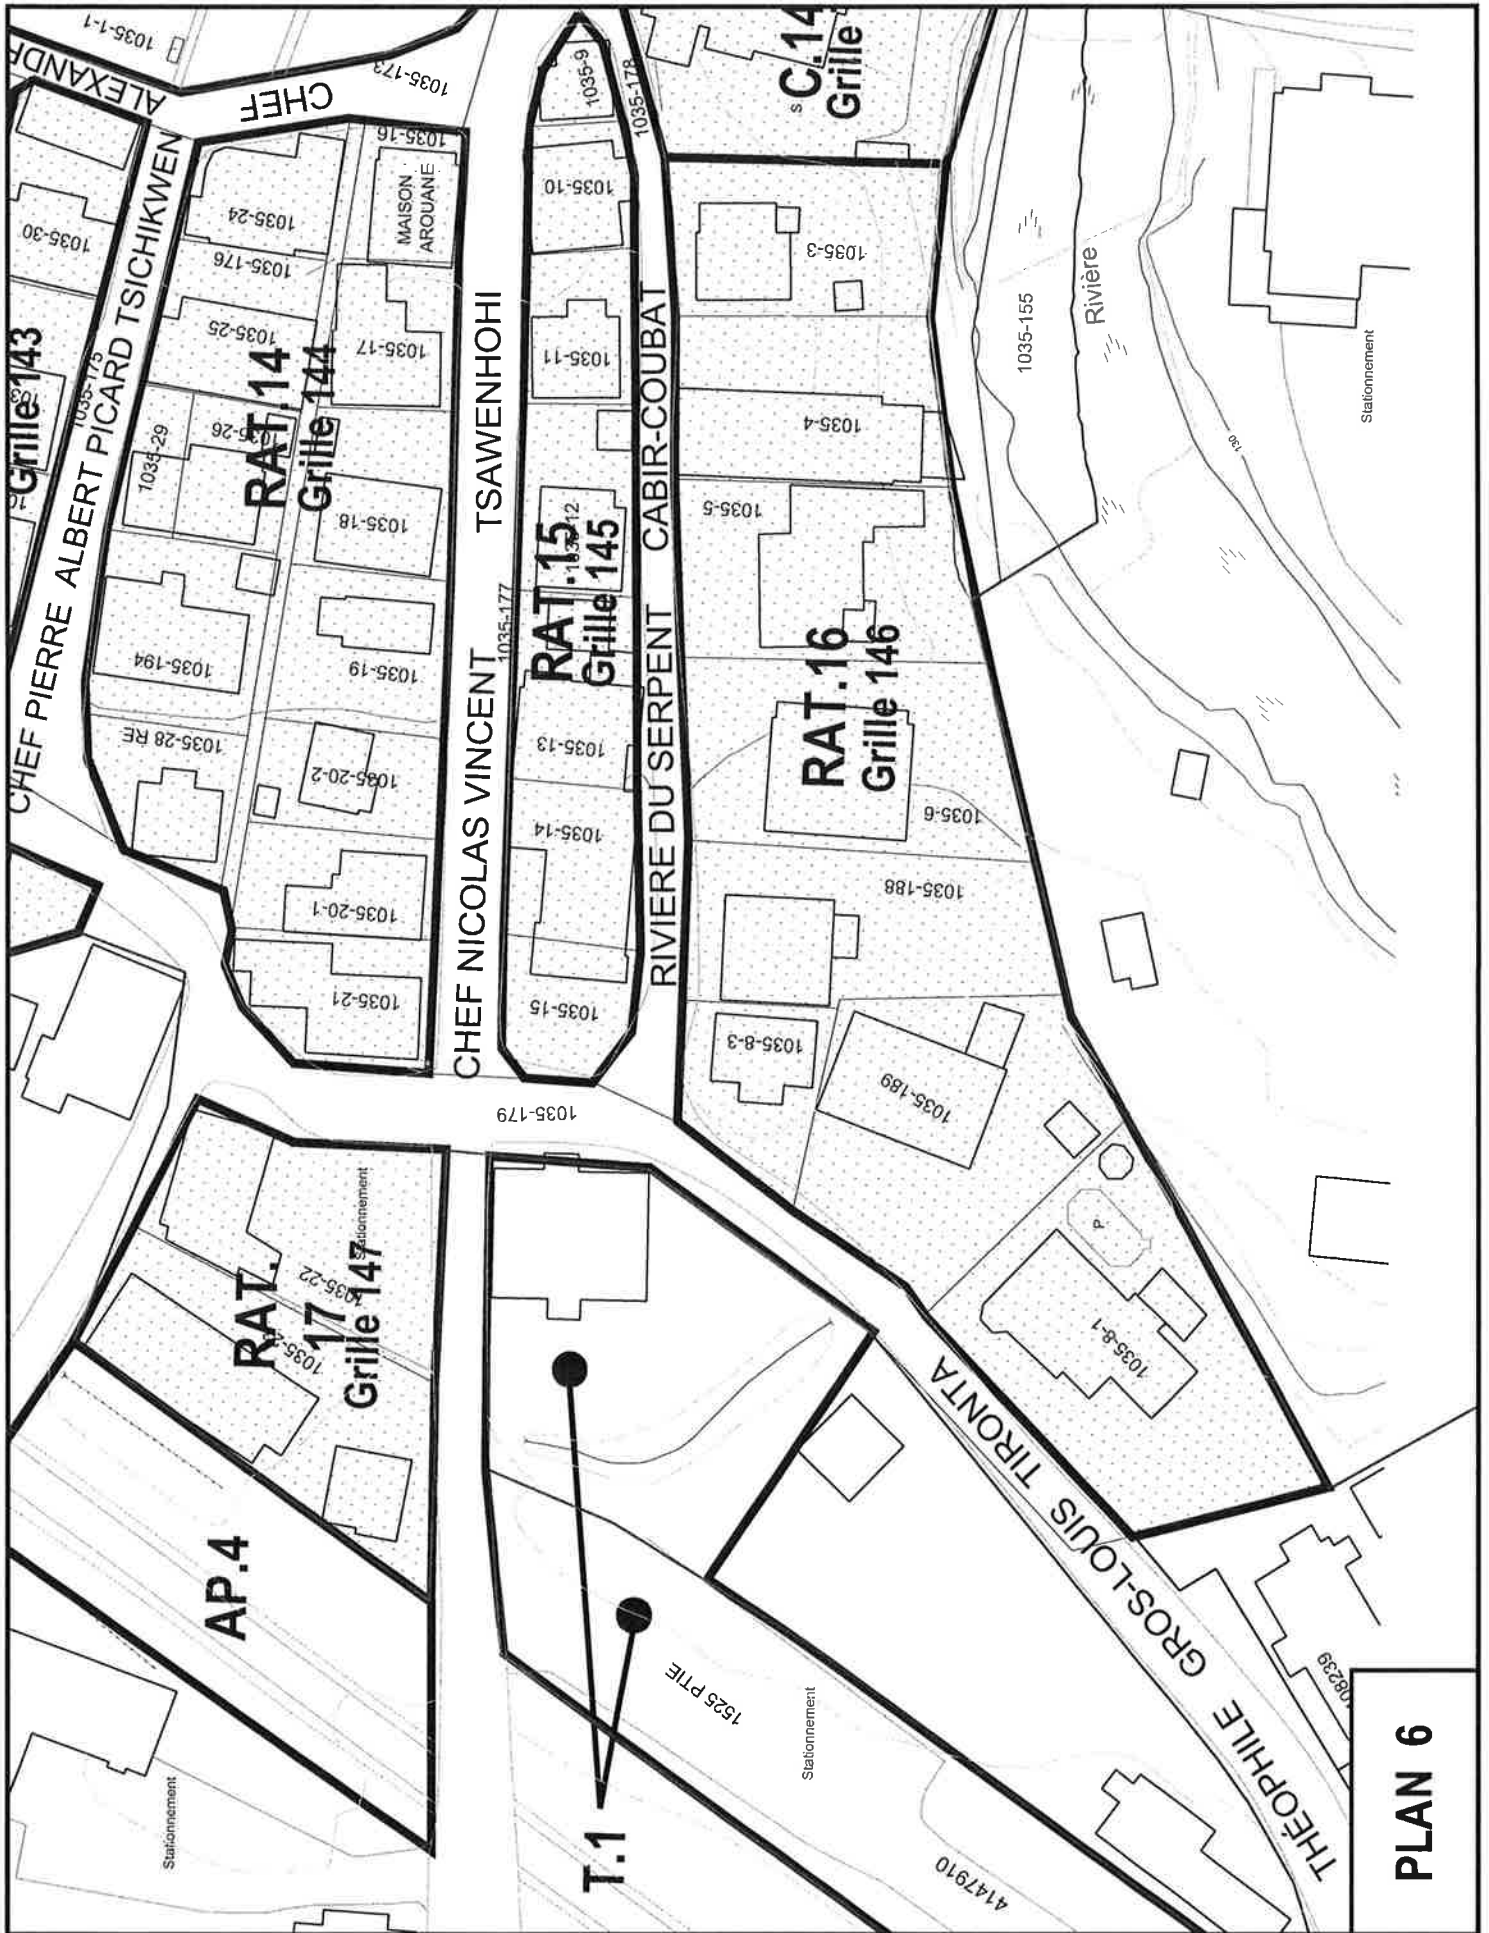 PLAN 6
1035-1-1
ALEXANDR
CHEF
1035-173
CHEF PIERRE ALBERT PICARD TSICHIKWEN
1035-175
Grille 143
1035-30
1035-24
1035-176
1035-25
RAT.14
Grille 144
1035-29
1035-26
1035-16
MAISON
AROUANE
1035-17
1035-18
1035-19
1035-194
1035-28 RE
1035-20-2
1035-20-1
1035-21
CHEF NICOLAS VINCENT TSAWENHOHI
1035-177
1035-9
1035-178
1035-10
1035-11
RAT.15
Grille 145
1035-13
1035-14
1035-15
RIVIERE DU SERPENT CABIR-COUBAT
s
C.14
Grille
1035-3
1035-4
1035-5
RAT.16
Grille 146
1035-6
1035-188
1035-8-3
1035-189
P.
1035-8-1
1035-155
Rivière
130
Stationnement
1035-179
RAT.
17
Grille 147
1035-22
Stationnement
AP.4
Stationnement
T.1
1525 PTIE
Stationnement
4147910
THÉOPHILE GROS-LOUIS TIRONTA